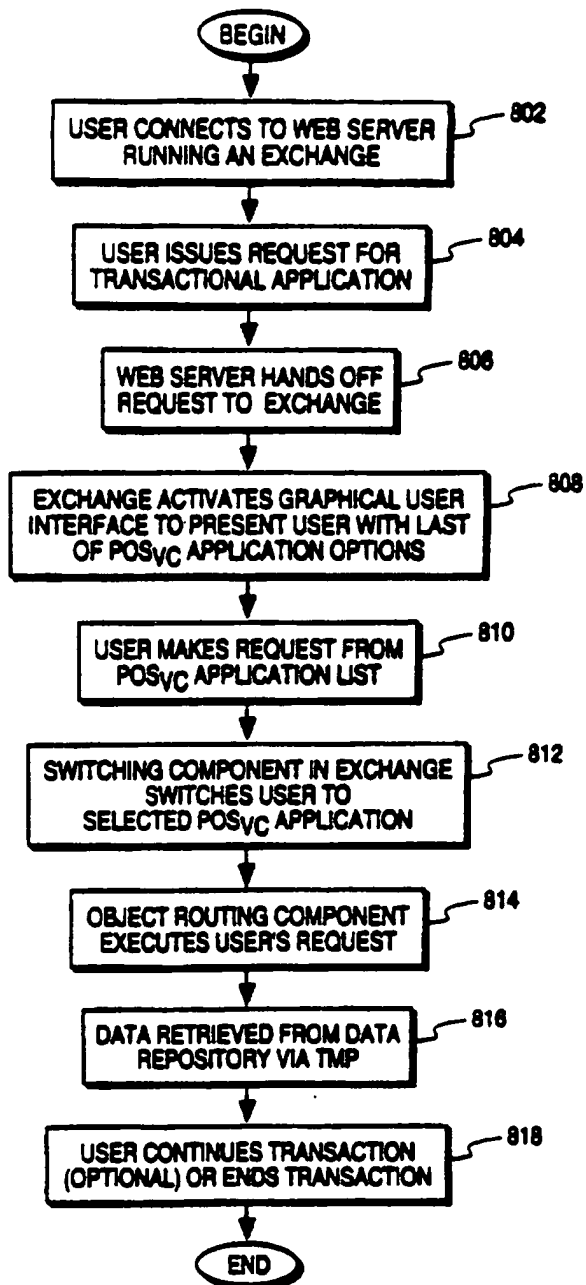 BEGIN
802
USER CONNECTS TO WEB SERVER
RUNNING AN EXCHANGE
804
USER ISSUES REQUEST FOR
TRANSACTIONAL APPLICATION
806
WEB SERVER HANDS OFF
REQUEST TO EXCHANGE
808
EXCHANGE ACTIVATES GRAPHICAL USER
INTERFACE TO PRESENT USER WITH LAST
OF POSVC APPLICATION OPTIONS
810
USER MAKES REQUEST FROM
POSVC APPLICATION LIST
812
SWITCHING COMPONENT IN EXCHANGE
SWITCHES USER TO
SELECTED POSVC APPLICATION
814
OBJECT ROUTING COMPONENT
EXECUTES USER'S REQUEST
816
DATA RETRIEVED FROM DATA
REPOSITORY VIA TMP
818
USER CONTINUES TRANSACTION
(OPTIONAL) OR ENDS TRANSACTION
END